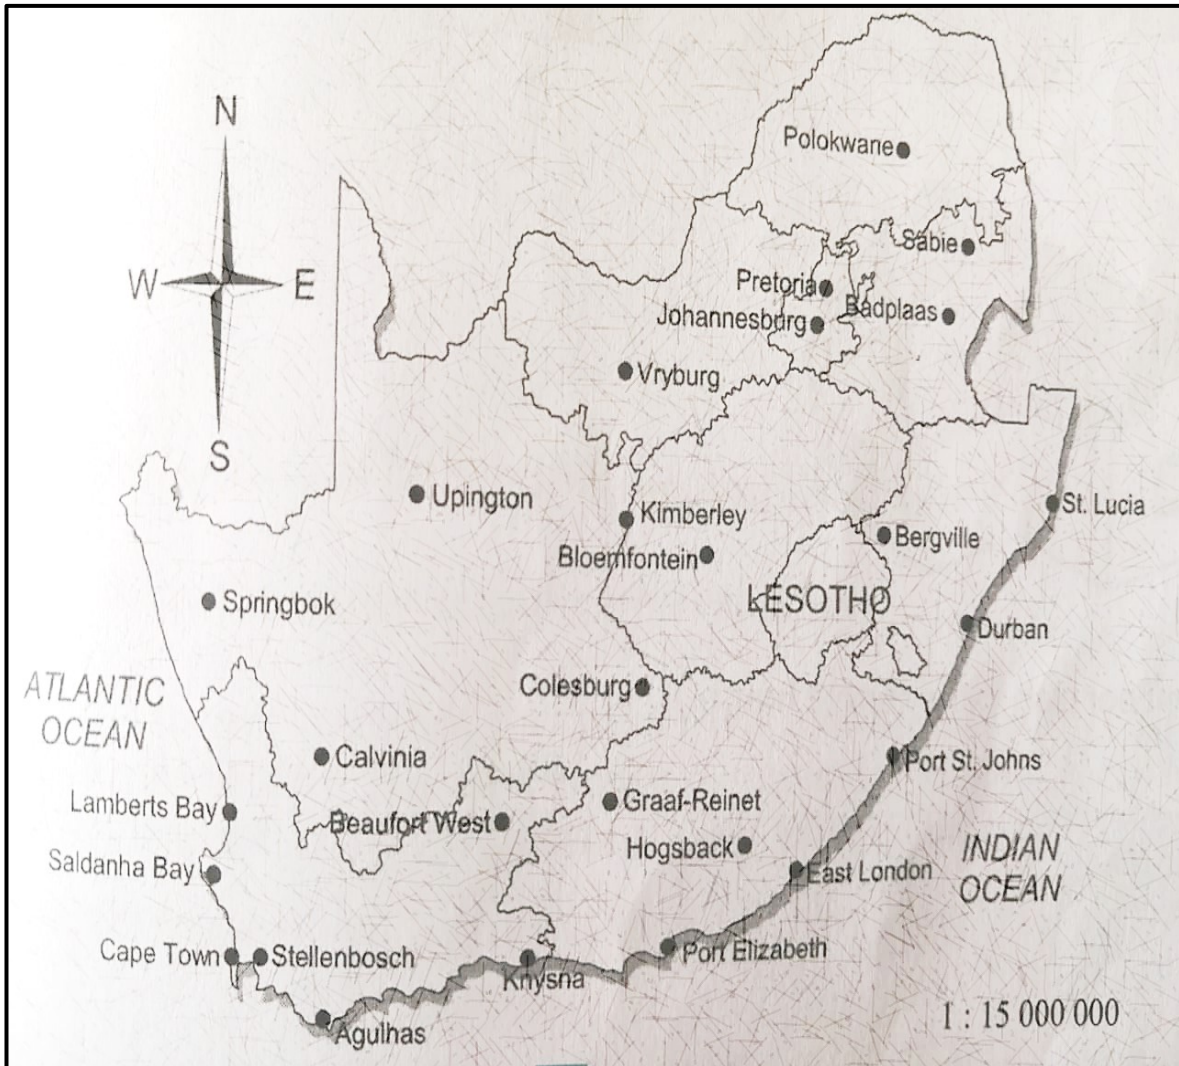 N
Polokwane
Sabie
W
E
Pretoria
Badplaas
Johannesburg
Vryburg
S
Upington
St. Lucia
Kimberley
Bergville
Bloemfontein
Springbok
LESOTHO
Durban
ATLANTIC
OCEAN
Colesburg
Calvinia
Port St. Johns
Lamberts Bay
Graaf-Reinet
Beaufort West
Hogsback
INDIAN
OCEAN
Saldanha Bay
East London
Cape Town
Stellenbosch
Port Elizabeth
Knysna
1 : 15 000 000
Agulhas